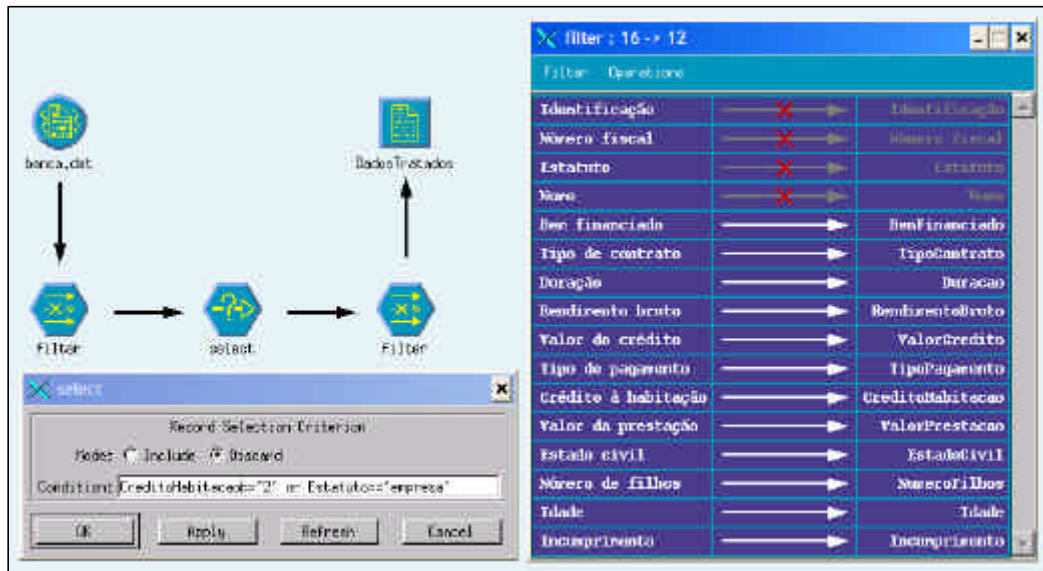 banca.dat
DadosTratados
filter
select
filter
select
Record Selection Criterion
Mode: Include Discard
Condition: CreditoHabitacao=="2" or Estatuto=="empresa"
OK Apply Refresh Cancel
filter : 16 -> 12
Filter Operations
Identificação Identificação
Número fiscal Número fiscal
Estatuto Estatuto
Nome Nome
Bem financiado BemFinanciado
Tipo de contrato TipoContrato
Duração Duracao
Rendimento bruto RendimentoBruto
Valor do crédito ValorCredito
Tipo de pagamento TipoPagamento
Crédito à habitação CreditoHabitacao
Valor da prestação ValorPrestacao
Estado civil EstadoCivil
Número de filhos NumeroFilhos
Idade Idade
Incumprimento Incumprimento